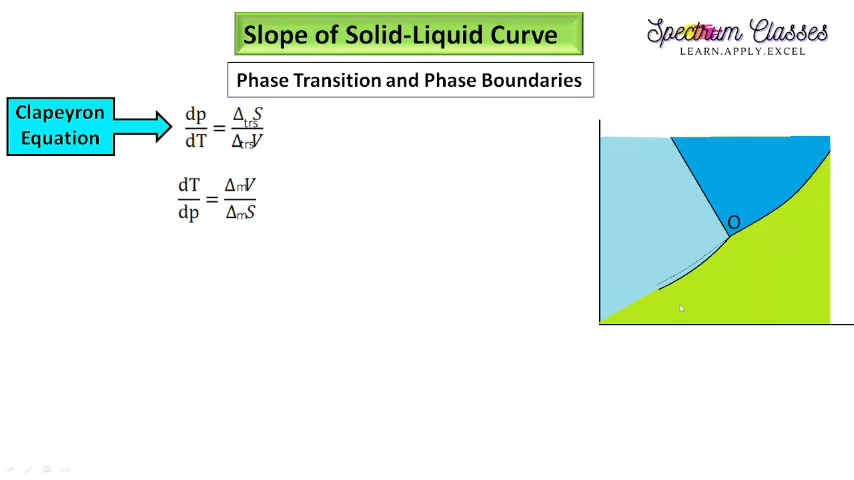 Slope of Solid-Liquid Curve
Spectrum Classes
LEARN.APPLY.EXCEL
Phase Transition and Phase Boundaries
Clapeyron
Equation
dp/dT = ΔtrsS/ΔtrsV
dT/dp = ΔmV/ΔmS
O